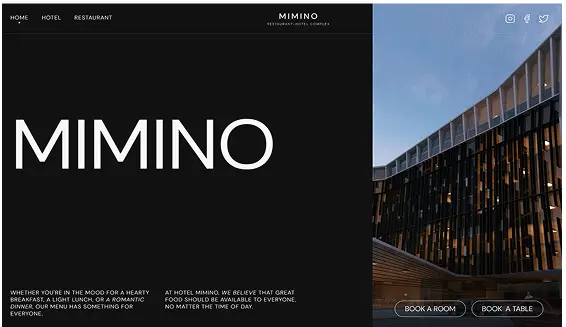 HOME HOTEL RESTAURANT
MIMINO
RESTAURANT-HOTEL COMPLEX
MIMINO
WHETHER YOU'RE IN THE MOOD FOR A HEARTY
BREAKFAST, A LIGHT LUNCH, OR A ROMANTIC
DINNER, OUR MENU HAS SOMETHING FOR
EVERYONE.
AT HOTEL MIMINO, WE BELIEVE THAT GREAT
FOOD SHOULD BE AVAILABLE TO EVERYONE,
NO MATTER THE TIME OF DAY.
BOOK A ROOM
BOOK A TABLE